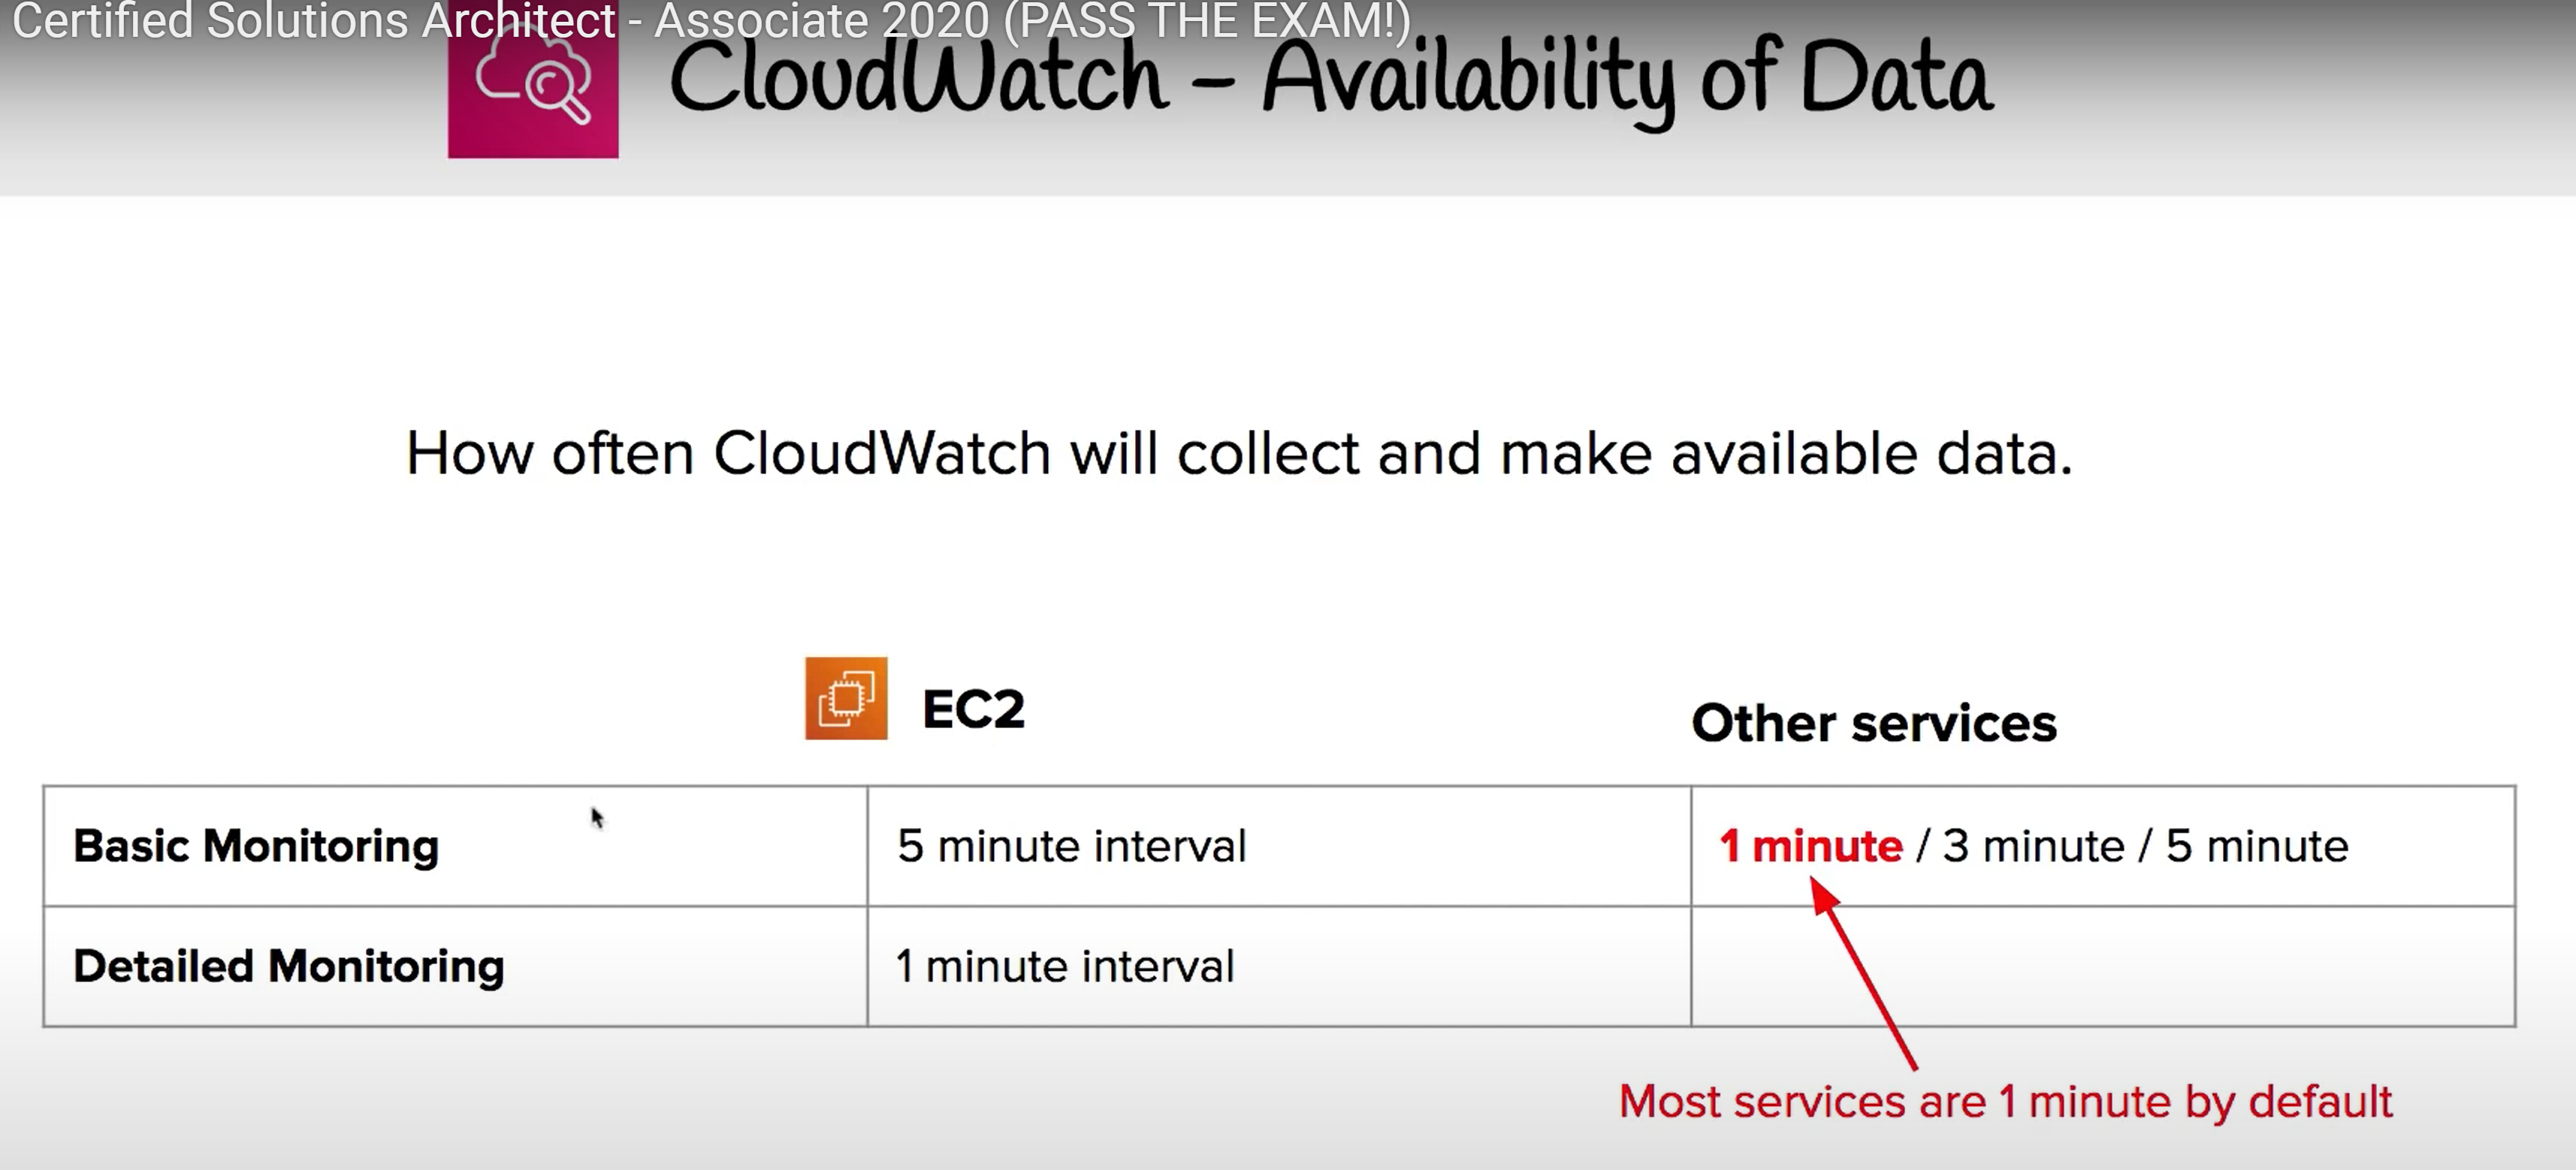 Certified Solutions Architect - Associate 2020 (PASS THE EXAM!)
CloudWatch – Availability of Data
How often CloudWatch will collect and make available data.
EC2
Other services
Basic Monitoring
5 minute interval
1 minute / 3 minute / 5 minute
Detailed Monitoring
1 minute interval
Most services are 1 minute by default